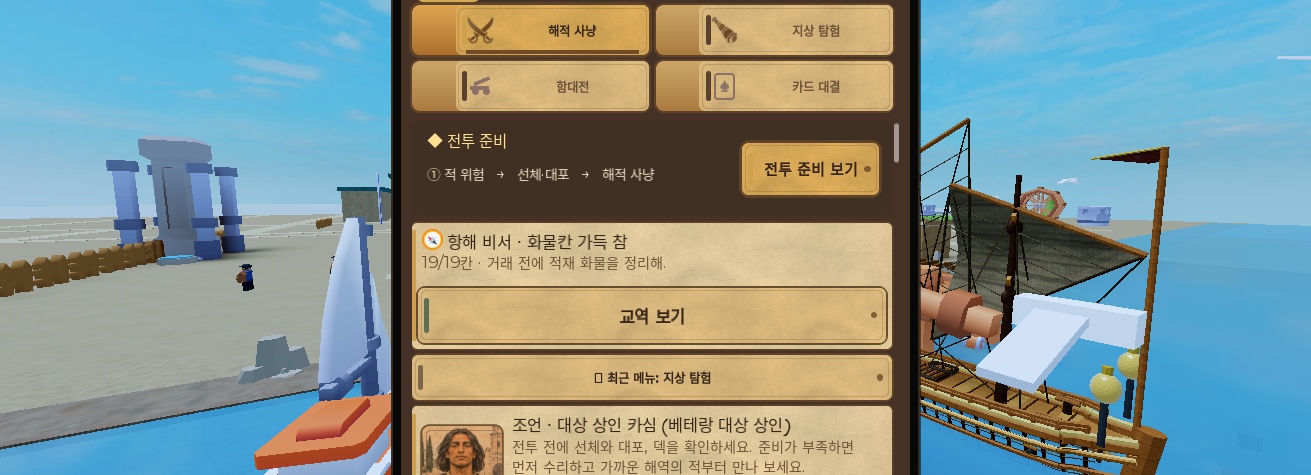 해적 사냥
지상 탐험
함대전
카드 대결
◆ 전투 준비
① 적 위험 → 선체·대포 → 해적 사냥
전투 준비 보기
항해 비서 · 화물칸 가득 참
19/19칸 · 거래 전에 적재 화물을 정리해.
교역 보기
최근 메뉴: 지상 탐험
조언 · 대상 상인 카심 (베테랑 대상 상인)
전투 전에 선체와 대포, 덱을 확인하세요. 준비가 부족하면
먼저 수리하고 가까운 해역의 적부터 만나 보세요.